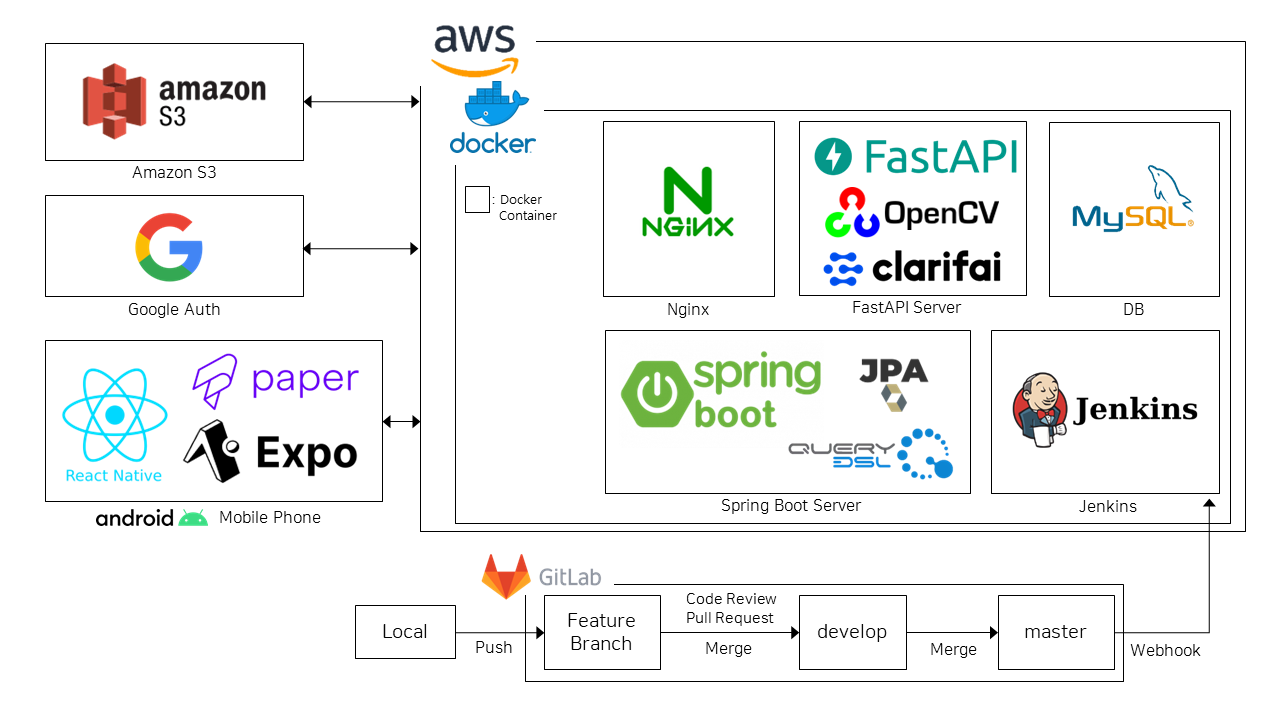 aws
amazon
S3
Amazon S3
docker
: Docker
Container
NGINX
Nginx
FastAPI
OpenCV
clarifai
FastAPI Server
MySQL®
DB
Google Auth
React Native
paper
Expo
android
Mobile Phone
spring
boot
JPA
QUERY
DSL
Spring Boot Server
Jenkins
Jenkins
GitLab
Local
Push
Feature
Branch
Code Review
Pull Request
Merge
develop
Merge
master
Webhook